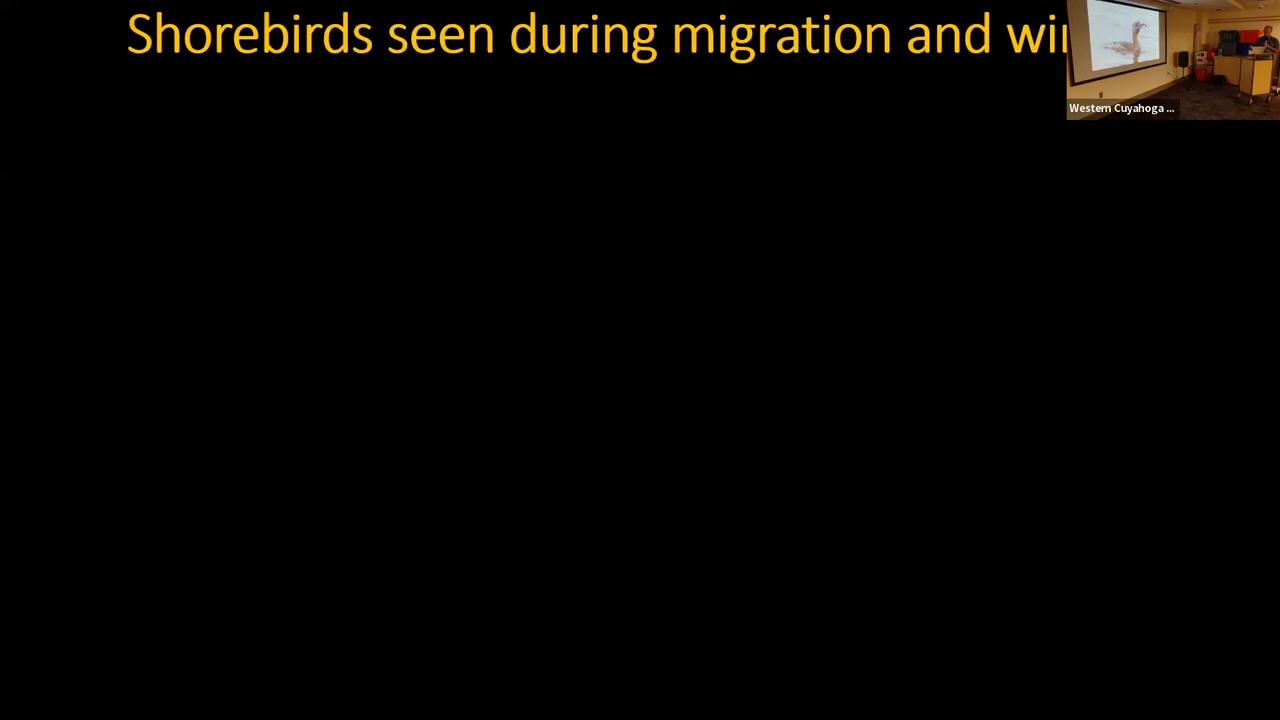 Shorebirds seen during migration and wi
Western Cuyahoga ...